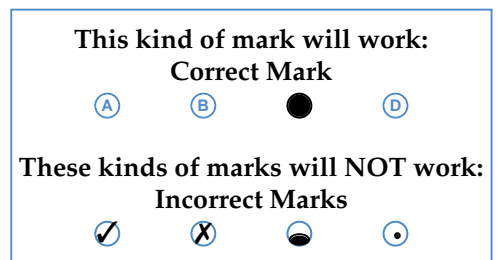 This kind of mark will work:
Correct Mark
A B D
These kinds of marks will NOT work:
Incorrect Marks